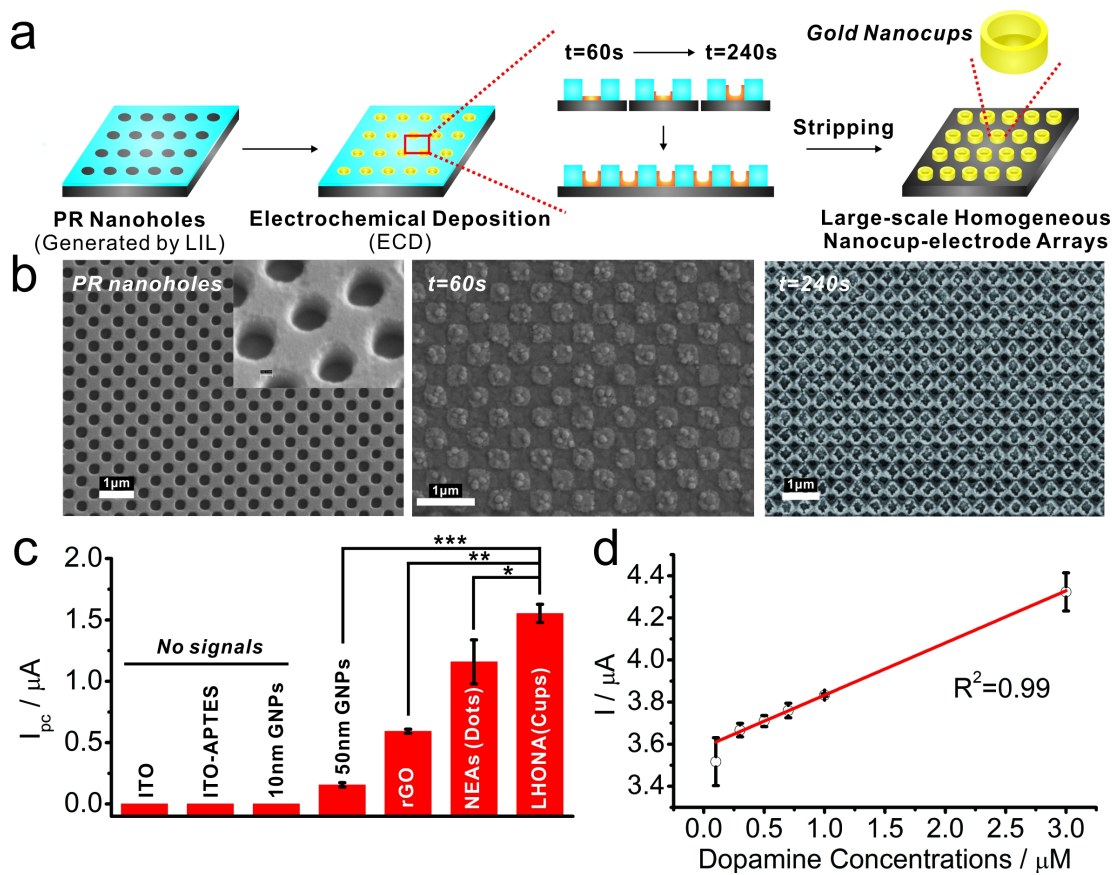 a
Gold Nanocups
t=60s
t=240s
Stripping
PR Nanoholes
(Generated by LIL)
Electrochemical Deposition
(ECD)
Large-scale Homogeneous
Nanocup-electrode Arrays
b
PR nanoholes
t=60s
t=240s
1μm
1μm
1μm
c
***
**
*
2.0
1.5
1.0
0.5
0.0
I_pc / μA
No signals
ITO
ITO-APTES
10nm GNPs
50nm GNPs
rGO
NEAs (Dots)
LHONA(Cups)
d
4.4
4.2
4.0
3.8
3.6
3.4
I / μA
R²=0.99
0.0 0.5 1.0 1.5 2.0 2.5 3.0
Dopamine Concentrations / μM